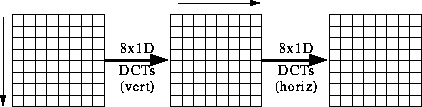 8x1D
DCTs
(vert)
8x1D
DCTs
(horiz)